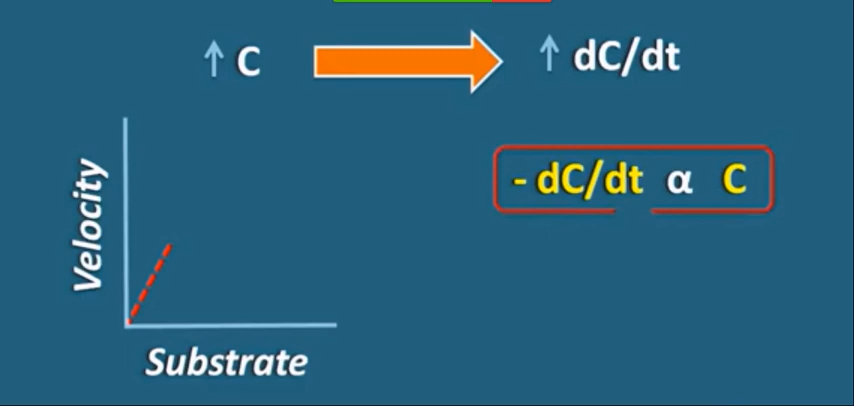 ↑ C ↑ dC/dt
- dC/dt α C
Velocity
Substrate